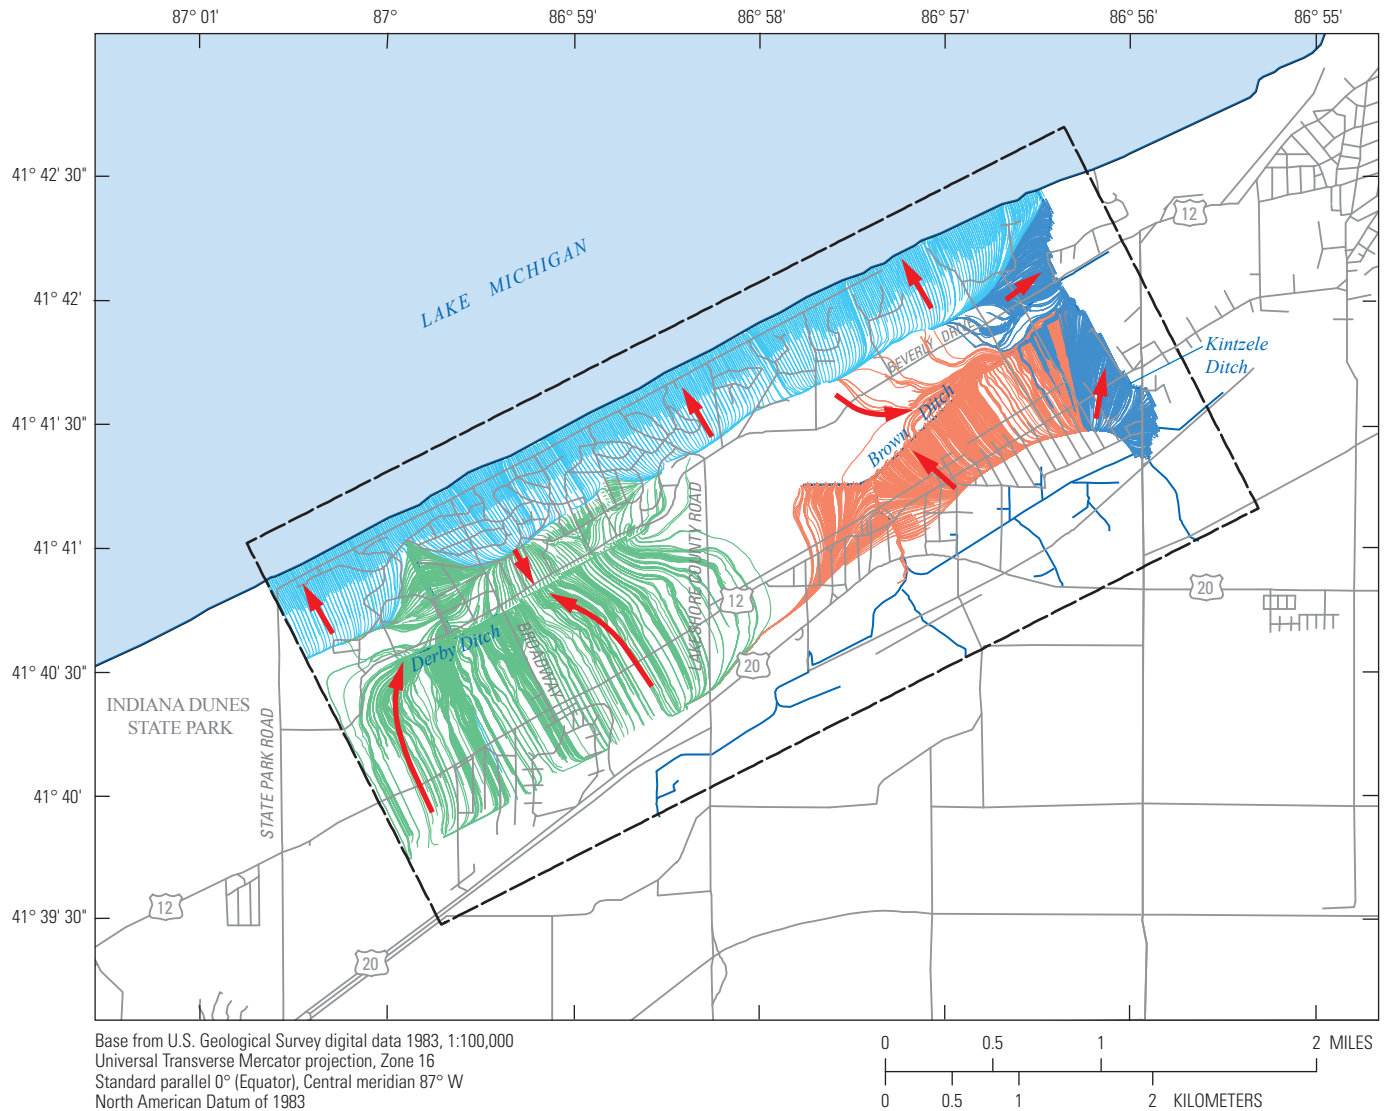 87° 01'
87°
86° 59'
86° 58'
86° 57'
86° 56'
86° 55'
41° 42' 30"
12
LAKE MICHIGAN
41° 42'
BEVERLY DRIVE
Kintzele
Ditch
41° 41' 30"
Brown Ditch
LAKESHORE COUNTY ROAD
41° 41'
12
20
Derby Ditch
BROADWAY
20
41° 40' 30"
INDIANA DUNES
STATE PARK
STATE PARK ROAD
41° 40'
12
41° 39' 30"
20
Base from U.S. Geological Survey digital data 1983, 1:100,000
Universal Transverse Mercator projection, Zone 16
Standard parallel 0° (Equator), Central meridian 87° W
North American Datum of 1983
0 0.5 1 2 MILES
0 0.5 1 2 KILOMETERS